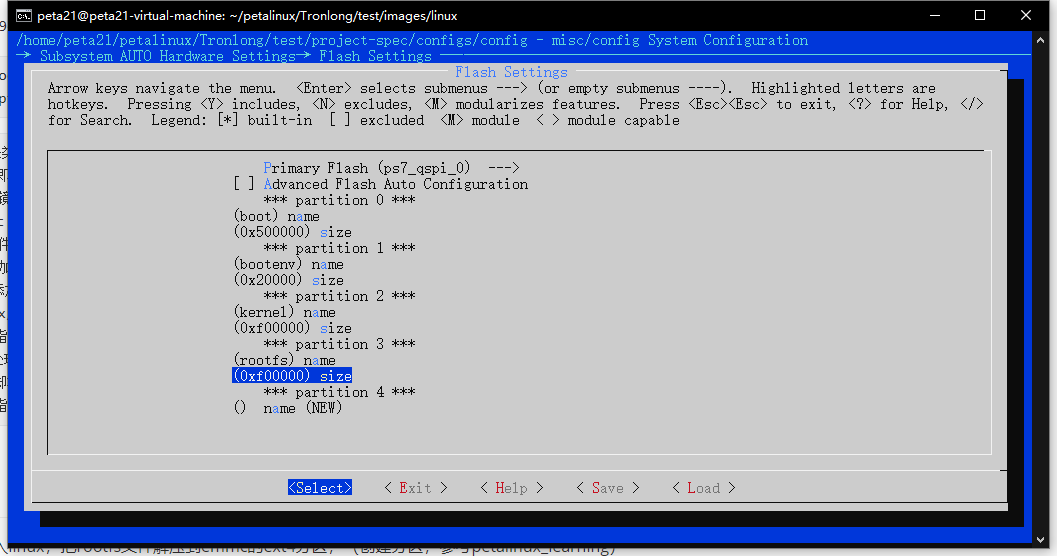 peta21@peta21-virtual-machine: ~/petalinux/Tronlong/test/images/linux
/home/peta21/petalinux/Tronlong/test/project-spec/configs/config - misc/config System Configuration
→ Subsystem AUTO Hardware Settings→ Flash Settings
Flash Settings
Arrow keys navigate the menu.  <Enter> selects submenus ---> (or empty submenus ----).  Highlighted letters are
hotkeys.  Pressing <Y> includes, <N> excludes, <M> modularizes features.  Press <Esc><Esc> to exit, <?> for Help, </>
for Search.  Legend: [*] built-in  [ ] excluded  <M> module  < > module capable
Primary Flash (ps7_qspi_0)  --->
[ ] Advanced Flash Auto Configuration
*** partition 0 ***
(boot) name
(0x500000) size
*** partition 1 ***
(bootenv) name
(0x20000) size
*** partition 2 ***
(kernel) name
(0xf00000) size
*** partition 3 ***
(rootfs) name
(0xf00000) size
*** partition 4 ***
()  name (NEW)
<Select>    < Exit >    < Help >    < Save >    < Load >